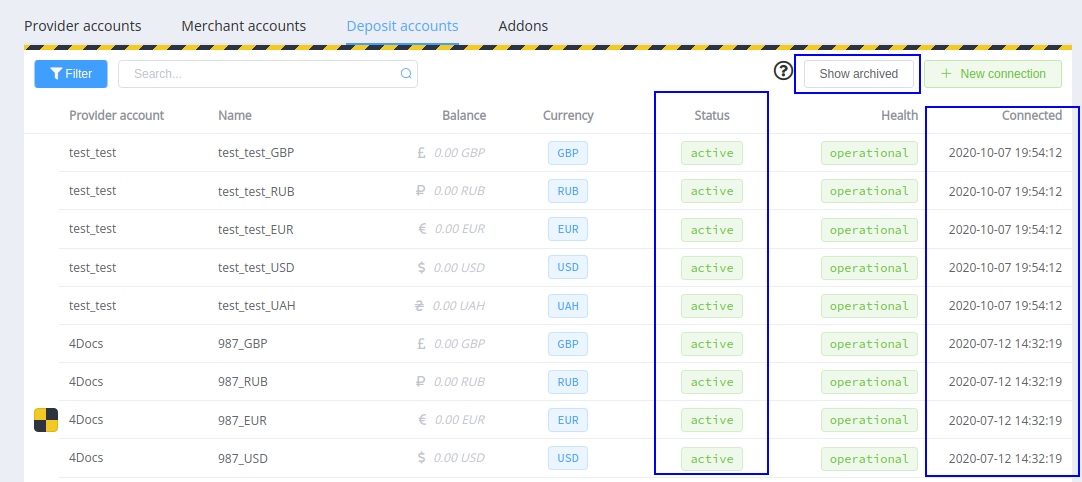 Provider accounts Merchant accounts Deposit accounts Addons
Filter Search... ? Show archived + New connection
Provider account Name Balance Currency Status Health Connected
test_test test_test_GBP £ 0.00 GBP GBP active operational 2020-10-07 19:54:12
test_test test_test_RUB ₽ 0.00 RUB RUB active operational 2020-10-07 19:54:12
test_test test_test_EUR € 0.00 EUR EUR active operational 2020-10-07 19:54:12
test_test test_test_USD $ 0.00 USD USD active operational 2020-10-07 19:54:12
test_test test_test_UAH ₴ 0.00 UAH UAH active operational 2020-10-07 19:54:12
4Docs 987_GBP £ 0.00 GBP GBP active operational 2020-07-12 14:32:19
4Docs 987_RUB ₽ 0.00 RUB RUB active operational 2020-07-12 14:32:19
4Docs 987_EUR € 0.00 EUR EUR active operational 2020-07-12 14:32:19
4Docs 987_USD $ 0.00 USD USD active operational 2020-07-12 14:32:19